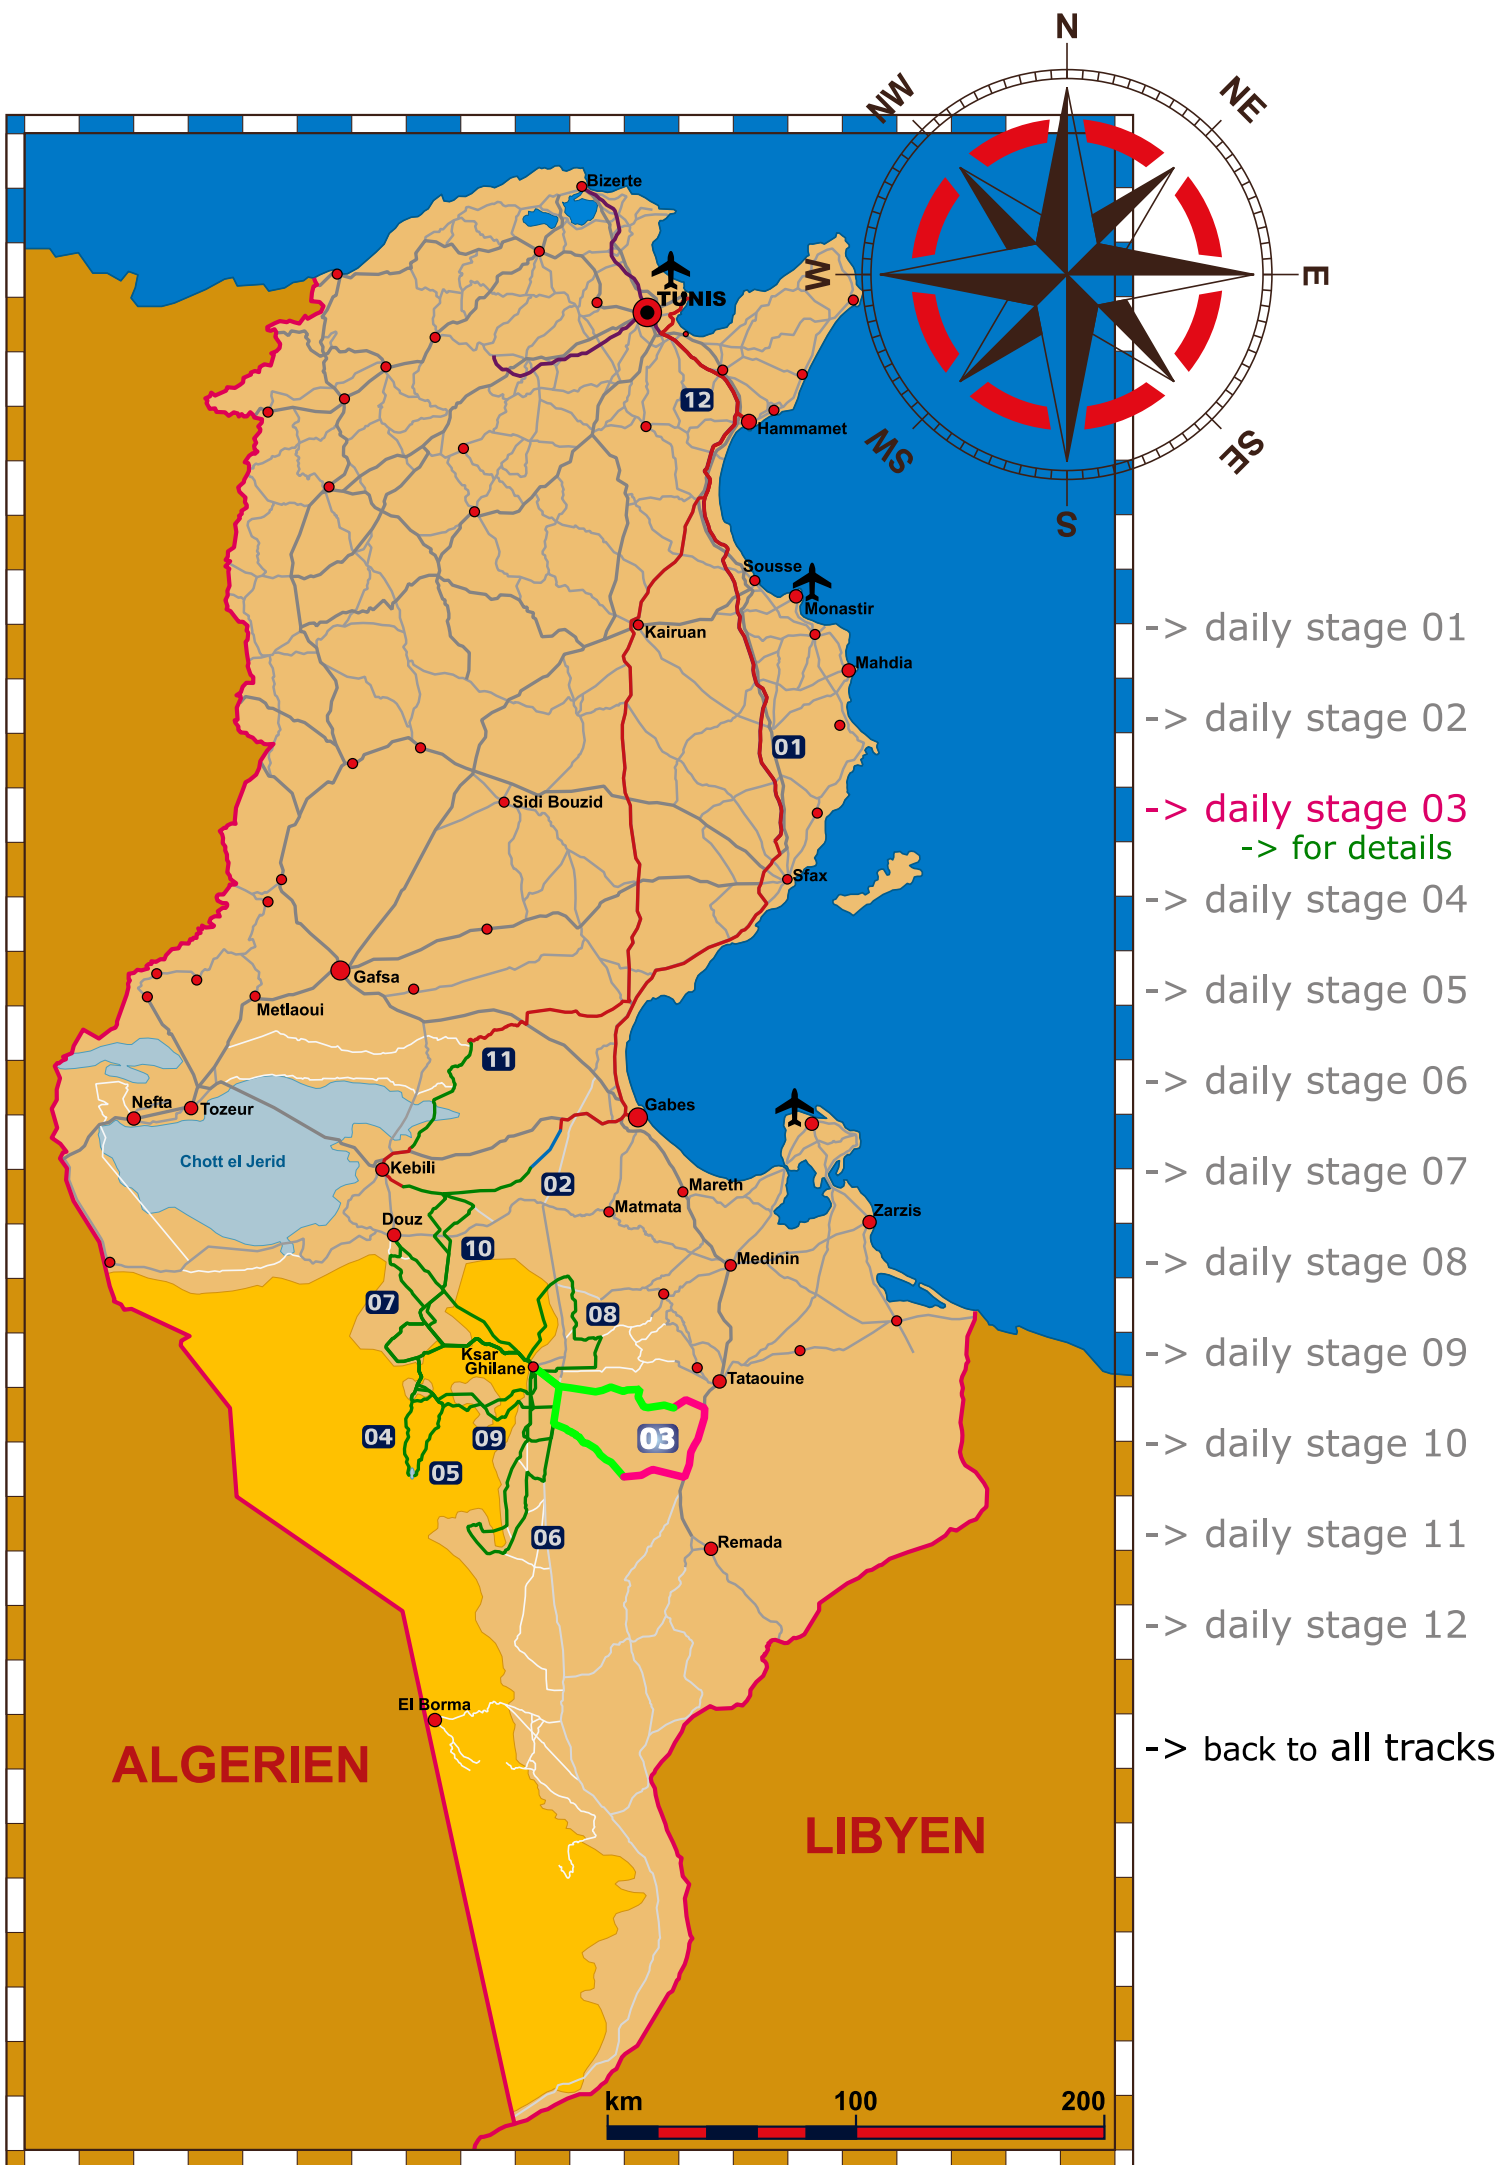 N
NW
NE
W
E
SW
SE
S
Bizerte
TUNIS
12
Hammamet
Sousse
Monastir
Kairuan
Mahdia
01
Sidi Bouzid
Sfax
Gafsa
Metlaoui
11
Nefta
Tozeur
Gabes
Chott el Jerid
Kebili
02
Mareth
Matmata
Zarzis
Douz
10
Medinin
07
08
Ksar
Ghilane
Tataouine
04
09
03
05
06
Remada
El Borma
ALGERIEN
LIBYEN
km
100
200
-> daily stage 01
-> daily stage 02
-> daily stage 03
-> for details
-> daily stage 04
-> daily stage 05
-> daily stage 06
-> daily stage 07
-> daily stage 08
-> daily stage 09
-> daily stage 10
-> daily stage 11
-> daily stage 12
-> back to all tracks